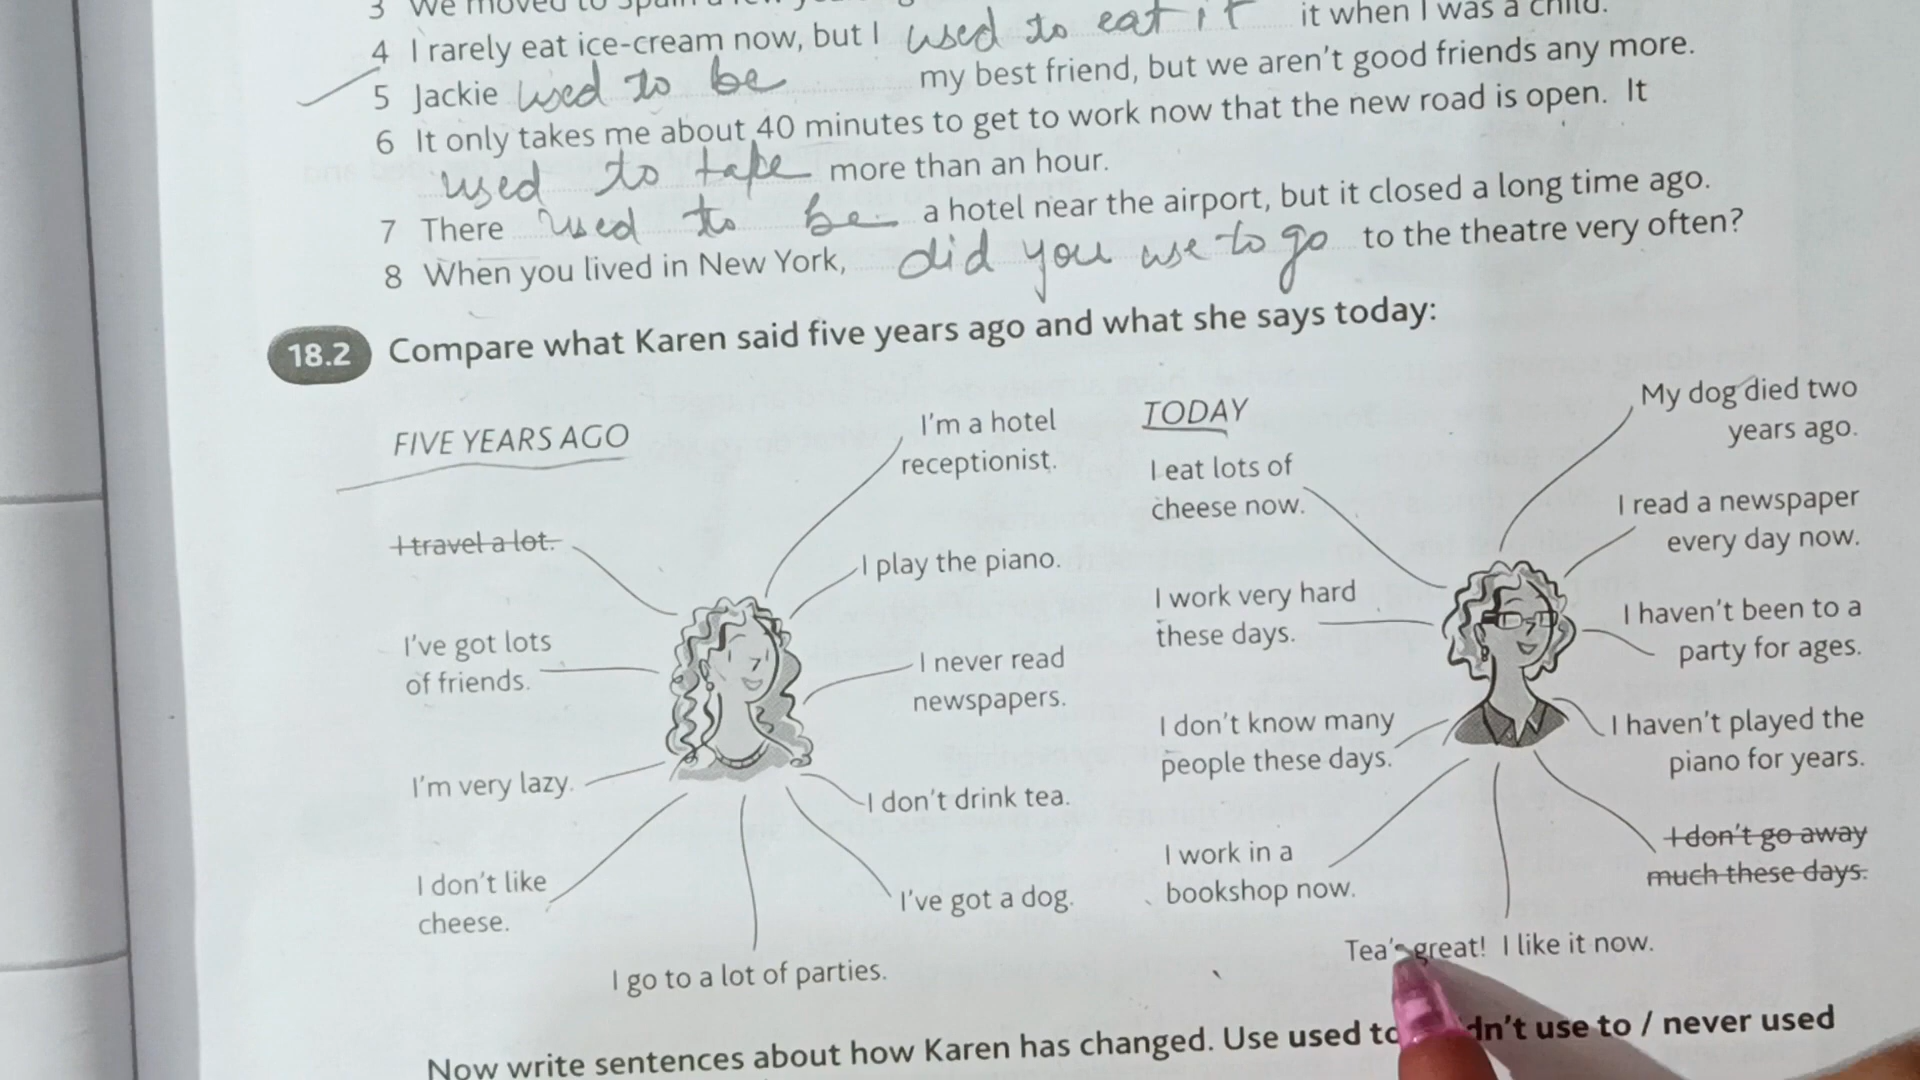 3 We moved to Spain a few
4 I rarely eat ice-cream now, but I used to eat it it when I was a child.
5 Jackie used to be my best friend, but we aren't good friends any more.
6 It only takes me about 40 minutes to get to work now that the new road is open. It
used to take more than an hour.
7 There used to be a hotel near the airport, but it closed a long time ago.
8 When you lived in New York, did you use to go to the theatre very often?
18.2 Compare what Karen said five years ago and what she says today:
FIVE YEARS AGO
I travel a lot.
I've got lots
of friends.
I'm very lazy.
I don't like
cheese.
I go to a lot of parties.
I'm a hotel
receptionist.
I play the piano.
I never read
newspapers.
I don't drink tea.
I've got a dog.
TODAY
I eat lots of
cheese now.
I work very hard
these days.
I don't know many
people these days.
I work in a
bookshop now.
Tea's great! I like it now.
My dog died two
years ago.
I read a newspaper
every day now.
I haven't been to a
party for ages.
I haven't played the
piano for years.
I don't go away
much these days.
Now write sentences about how Karen has changed. Use used to use to / never used